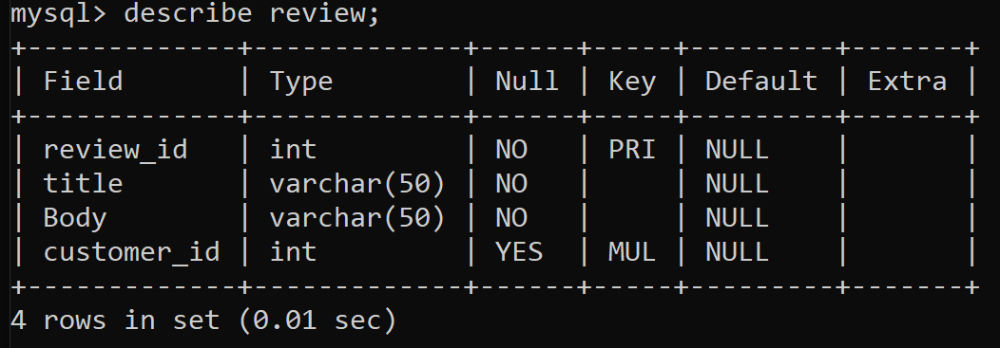 mysql> describe review;
+-------------+-------------+------+-----+---------+-------+
| Field       | Type        | Null | Key | Default | Extra |
+-------------+-------------+------+-----+---------+-------+
| review_id   | int         | NO   | PRI | NULL    |       |
| title       | varchar(50) | NO   |     | NULL    |       |
| Body        | varchar(50) | NO   |     | NULL    |       |
| customer_id | int         | YES  | MUL | NULL    |       |
+-------------+-------------+------+-----+---------+-------+
4 rows in set (0.01 sec)